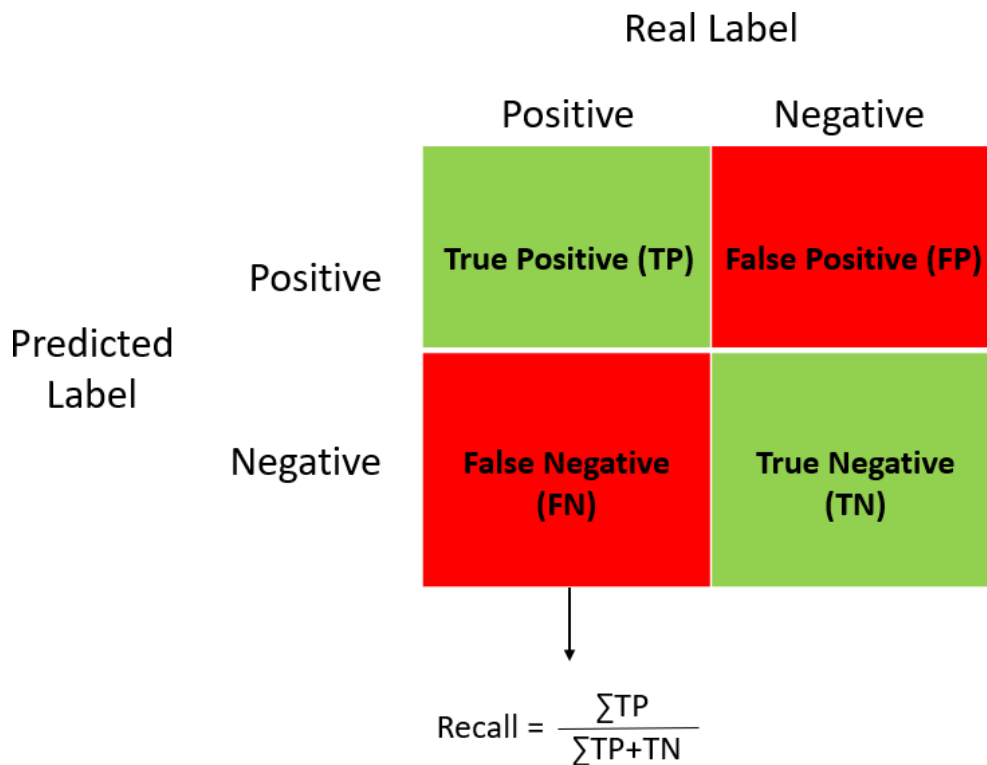 Real Label
Positive Negative
True Positive (TP) False Positive (FP)
Positive
Predicted
Label
Negative
False Negative
(FN)
True Negative
(TN)
Recall = ∑TP
∑TP+TN